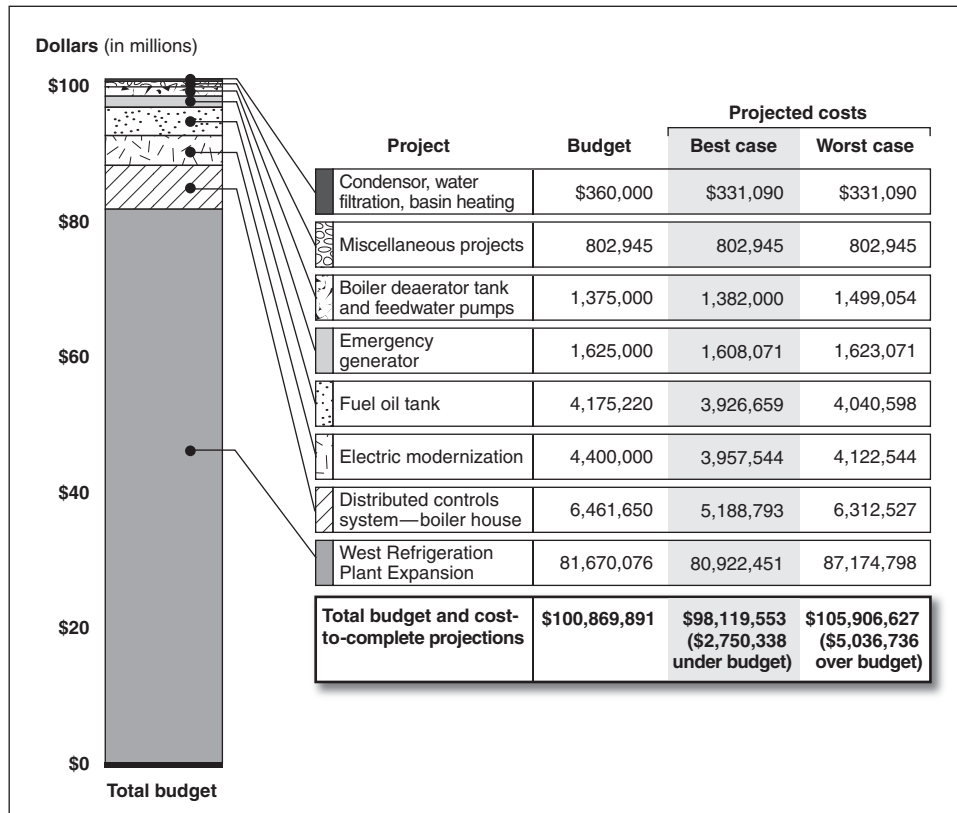 Dollars (in millions)
$100
$80
$60
$40
$20
$0
Total budget
Projected costs
Project Budget Best case Worst case
Condensor, water
filtration, basin heating $360,000 $331,090 $331,090
Miscellaneous projects 802,945 802,945 802,945
Boiler deaerator tank
and feedwater pumps 1,375,000 1,382,000 1,499,054
Emergency
generator 1,625,000 1,608,071 1,623,071
Fuel oil tank 4,175,220 3,926,659 4,040,598
Electric modernization 4,400,000 3,957,544 4,122,544
Distributed controls
system—boiler house 6,461,650 5,188,793 6,312,527
West Refrigeration
Plant Expansion 81,670,076 80,922,451 87,174,798
Total budget and cost- $100,869,891 $98,119,553 $105,906,627
to-complete projections ($2,750,338 ($5,036,736
under budget) over budget)